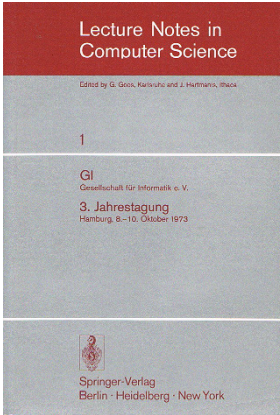 Lecture Notes in
Computer Science
Edited by G. Goos, Karlsruhe and J. Hartmanis, Ithaca
1
GI
Gesellschaft für Informatik e. V.
3. Jahrestagung
Hamburg, 8.–10. Oktober 1973
Springer-Verlag
Berlin · Heidelberg · New York